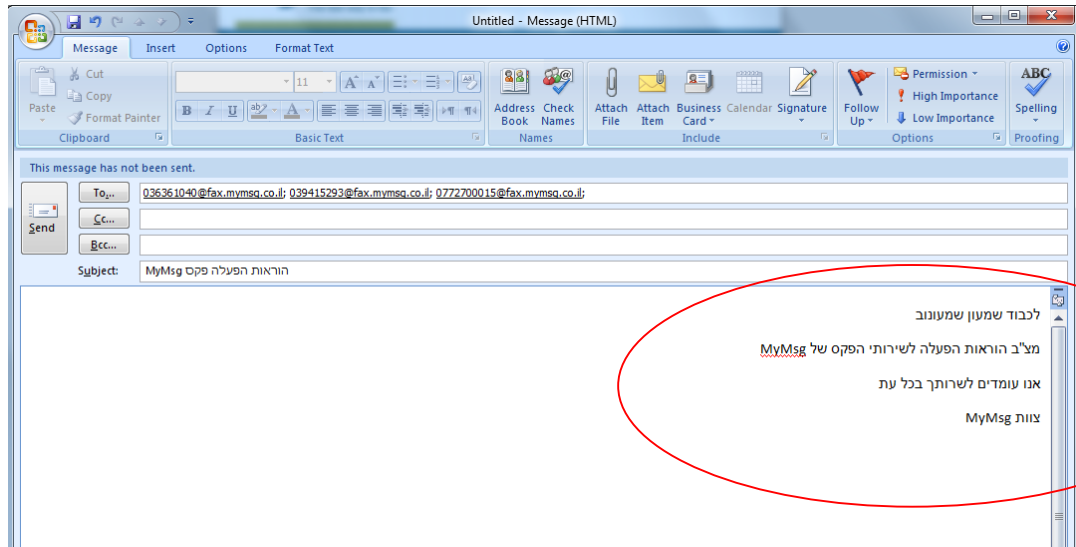 Untitled - Message (HTML)
Message Insert Options Format Text
Paste
Cut
Copy
Format Painter
Clipboard
11
Basic Text
Address Book
Check Names
Names
Attach File
Attach Item
Business Card
Calendar
Signature
Include
Follow Up
Permission
High Importance
Low Importance
Options
ABC
Spelling
Proofing
This message has not been sent.
Send
To... 036361040@fax.mymsg.co.il; 039415293@fax.mymsg.co.il; 0772700015@fax.mymsg.co.il;
Cc...
Bcc...
Subject: הוראות הפעלה פקס MyMsg
לכבוד שמעון שמעונוב
מצ"ב הוראות הפעלה לשירותי הפקס של MyMsg
אנו עומדים לשרותך בכל עת
צוות MyMsg